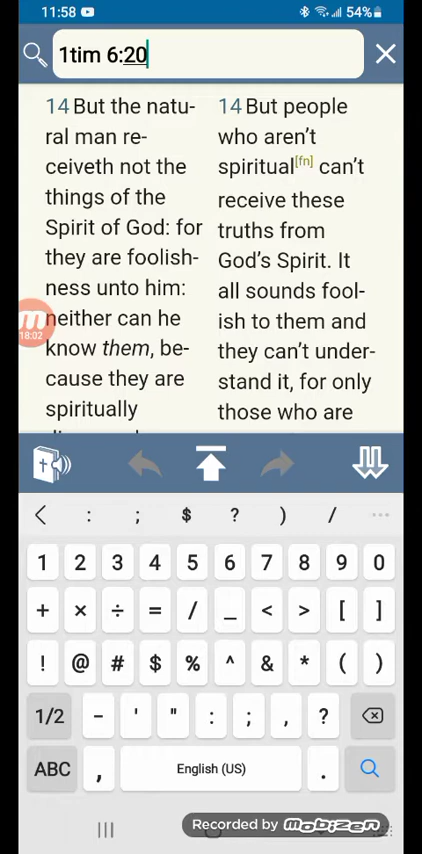 11:58 54%
1tim 6:20
14 But the natu-
ral man re-
ceiveth not the
things of the
Spirit of God: for
they are foolish-
ness unto him:
neither can he
know them, be-
cause they are
spiritually
14 But people
who aren't
spiritual[fn] can't
receive these
truths from
God's Spirit. It
all sounds fool-
ish to them and
they can't under-
stand it, for only
those who are
m
18:02
< : ; $ ? ) / ...
1 2 3 4 5 6 7 8 9 0
+ × ÷ = / _ < > [ ]
! @ # $ % ^ & * ( )
1/2 - ' " : ; , ?
ABC , English (US) .
Recorded by mobizen